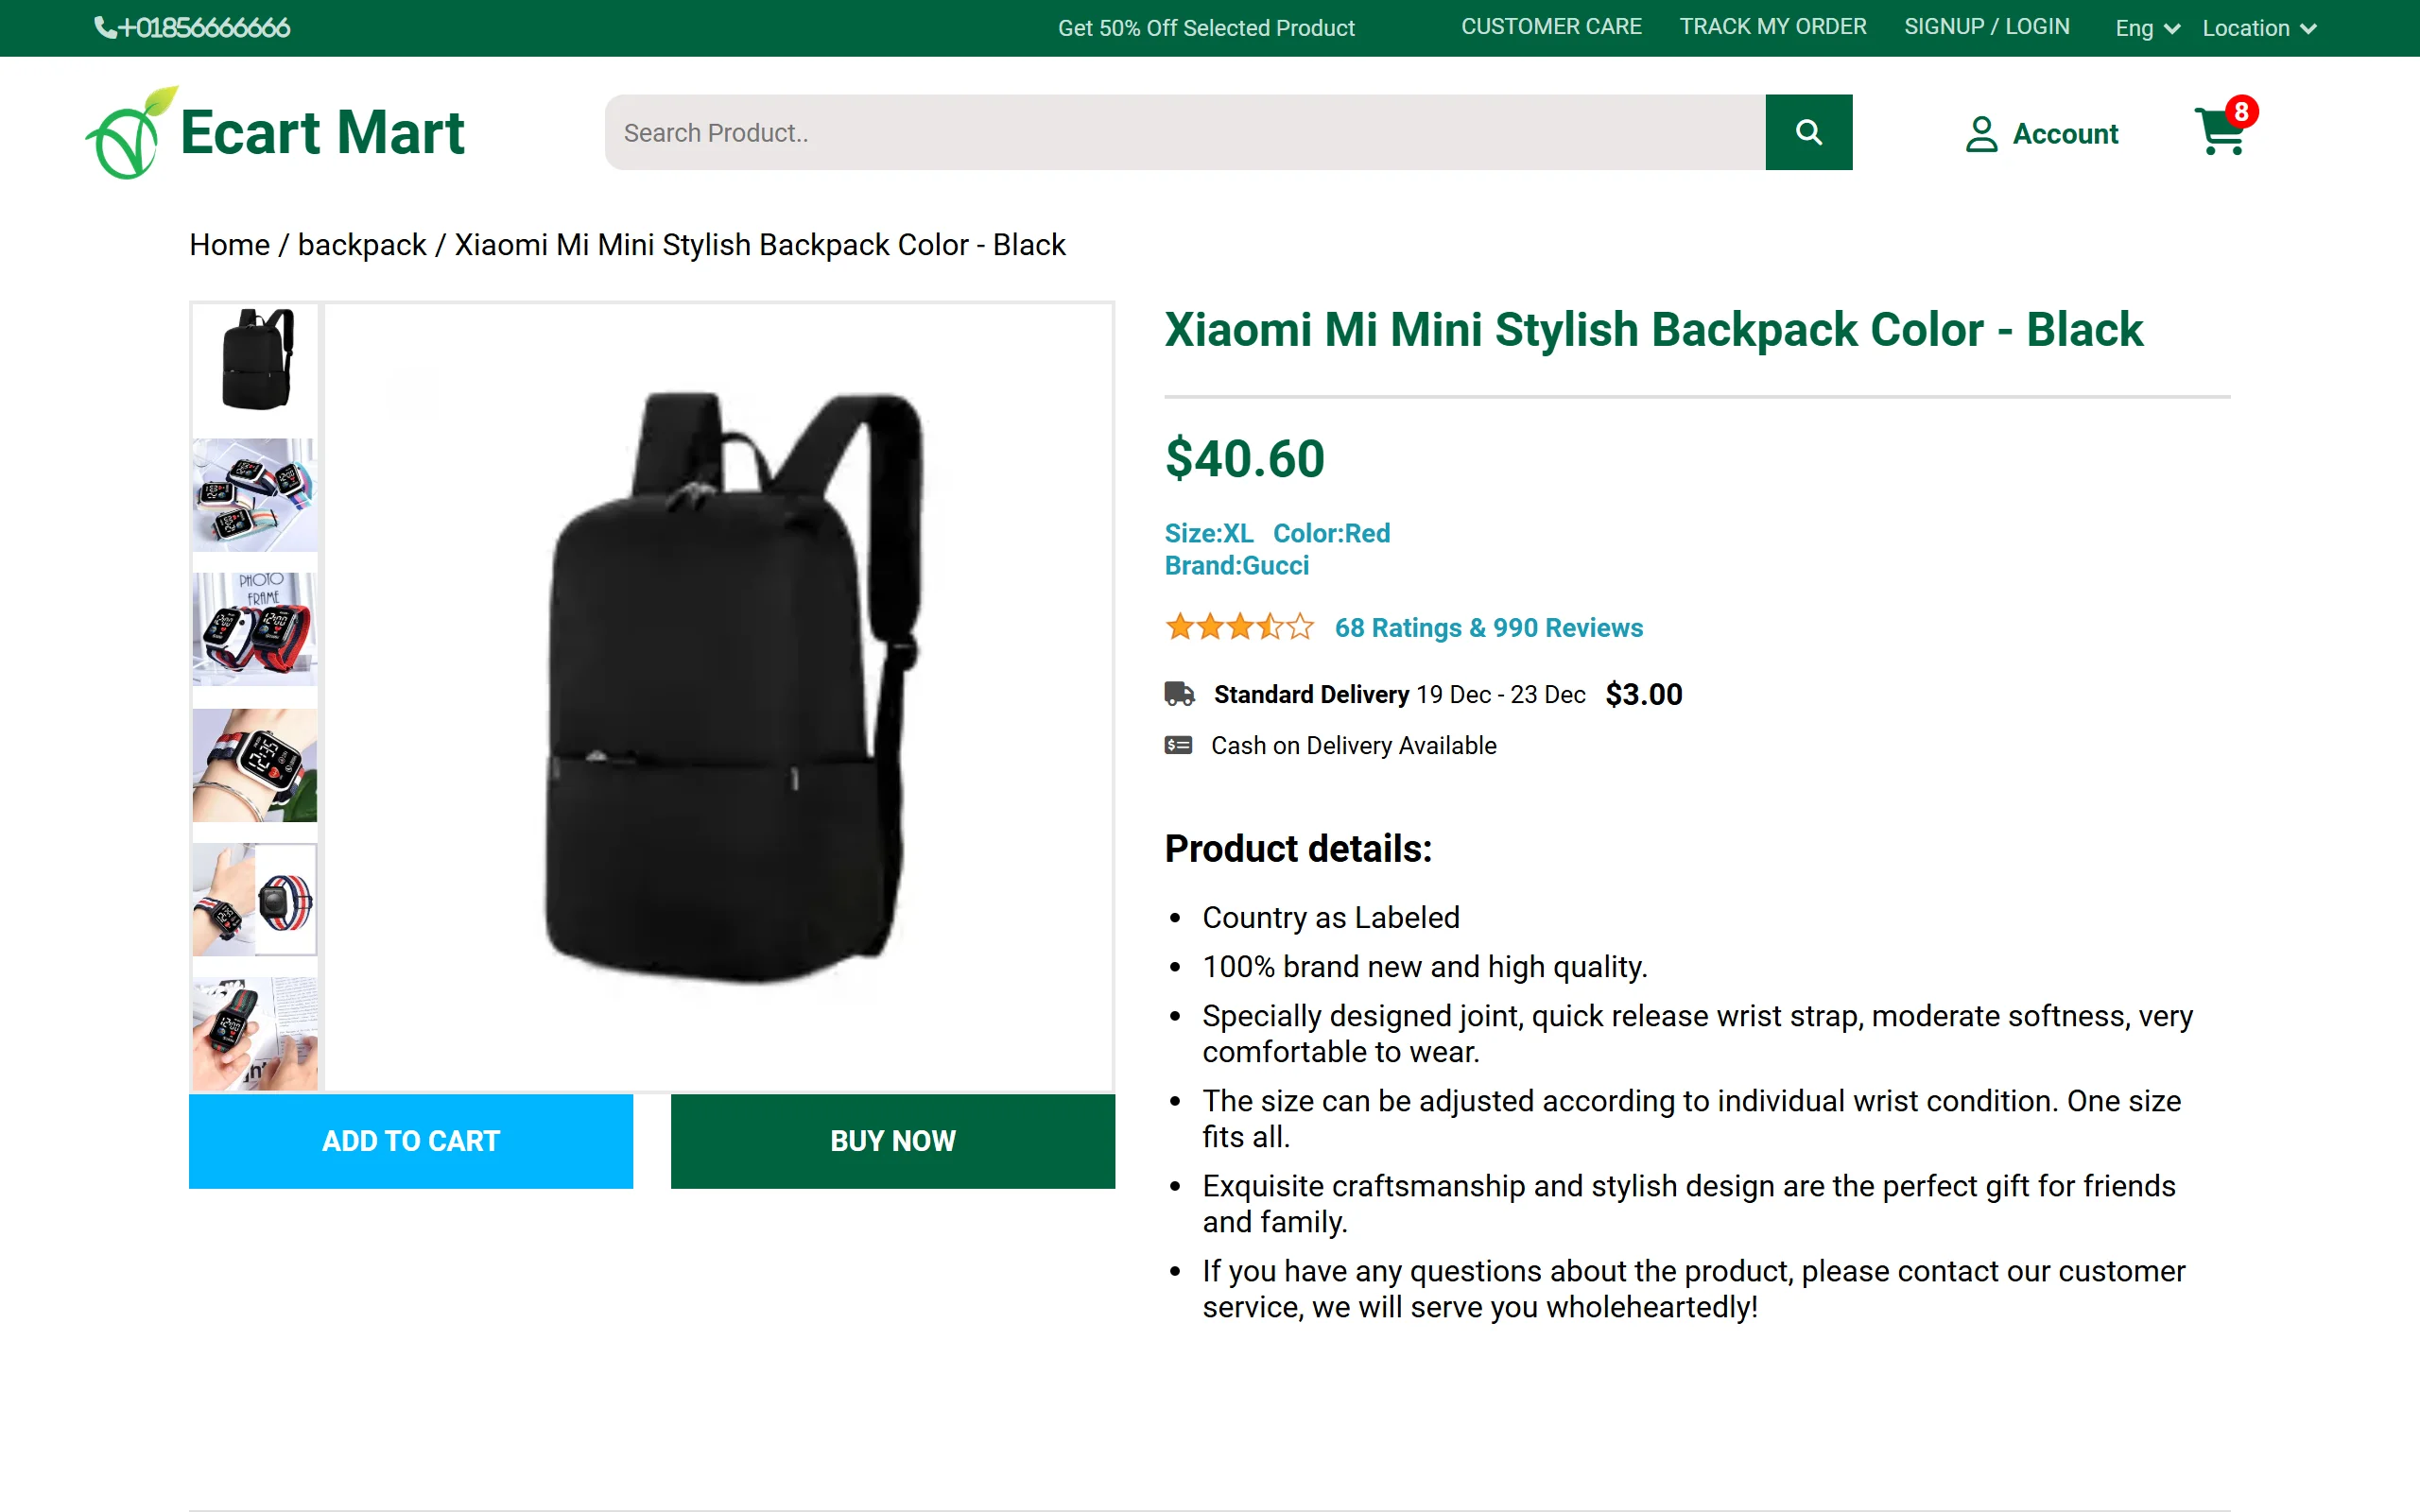 +01856666666
Get 50% Off Selected Product
CUSTOMER CARE
TRACK MY ORDER
SIGNUP / LOGIN
Eng
Location
Ecart Mart
Search Product..
Account
8
Home / backpack / Xiaomi Mi Mini Stylish Backpack Color - Black
PHOTO
FRAME
Xiaomi Mi Mini Stylish Backpack Color - Black
$40.60
Size:XL Color:Red
Brand:Gucci
68 Ratings & 990 Reviews
Standard Delivery 19 Dec - 23 Dec $3.00
Cash on Delivery Available
Product details:
• Country as Labeled
• 100% brand new and high quality.
• Specially designed joint, quick release wrist strap, moderate softness, very
comfortable to wear.
• The size can be adjusted according to individual wrist condition. One size
fits all.
• Exquisite craftsmanship and stylish design are the perfect gift for friends
and family.
• If you have any questions about the product, please contact our customer
service, we will serve you wholeheartedly!
ADD TO CART
BUY NOW